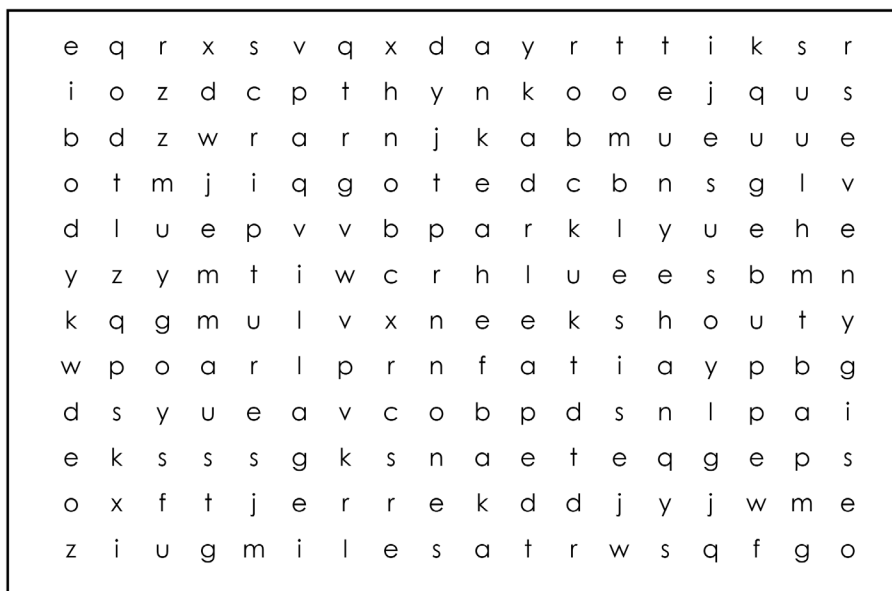 e q r x s v q x d a y r t t i k s r
i o z d c p t h y n k o o e j q u s
b d z w r a r n j k a b m u e u u e
o t m j i q g o t e d c b n s g l v
d l u e p v v b p a r k l y u e h e
y z y m t i w c r h l u e e s b m n
k q g m u l v x n e e k s h o u t y
w p o a r l p r n f a t i a y p b g
d s y u e a v c o b p d s n l p a i
e k s s s g k s n a e t e q g e p s
o x f t j e r r e k d d j y j w m e
z i u g m i l e s a t r w s q f g o